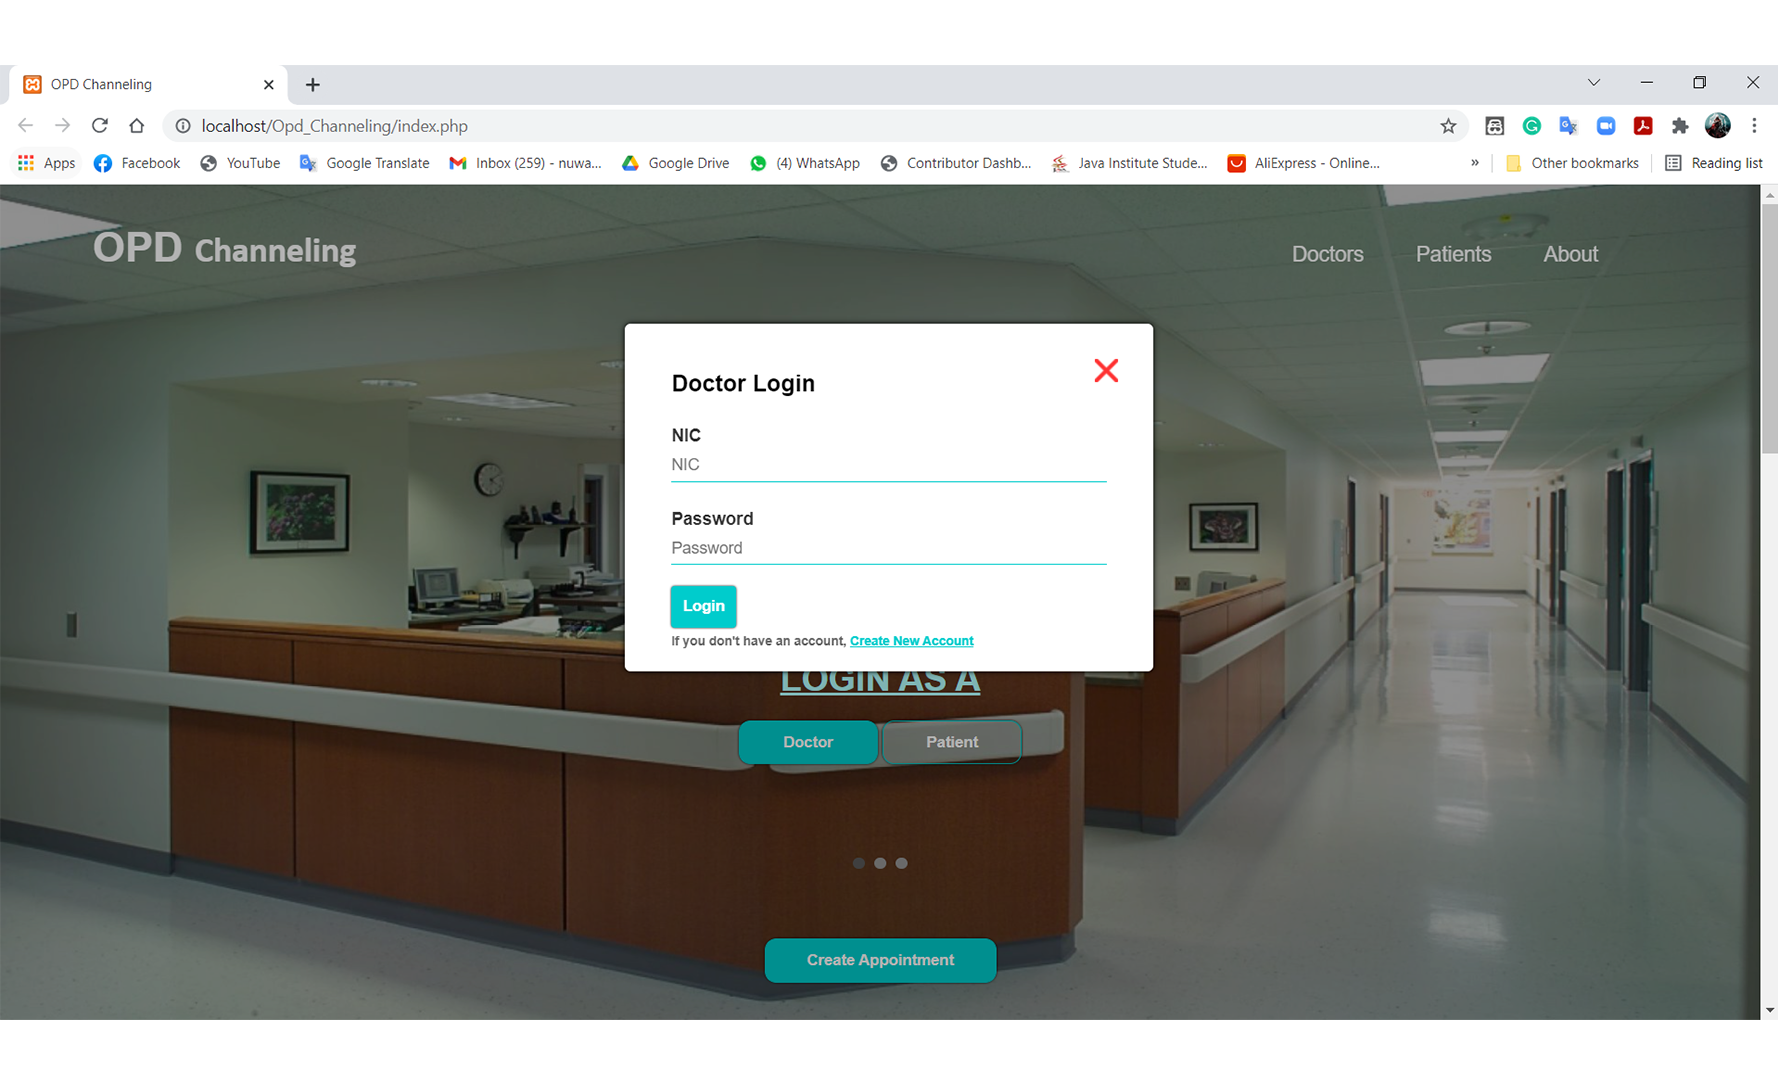 OPD Channeling
localhost/Opd_Channeling/index.php
Apps Facebook YouTube Google Translate Inbox (259) - nuwa... Google Drive (4) WhatsApp Contributor Dashb... Java Institute Stude... AliExpress - Online... » Other bookmarks Reading list
OPD Channeling Doctors Patients About
Doctor Login
NIC
NIC
Password
Password
Login
If you don't have an account, Create New Account
LOGIN AS A
Doctor Patient
Create Appointment